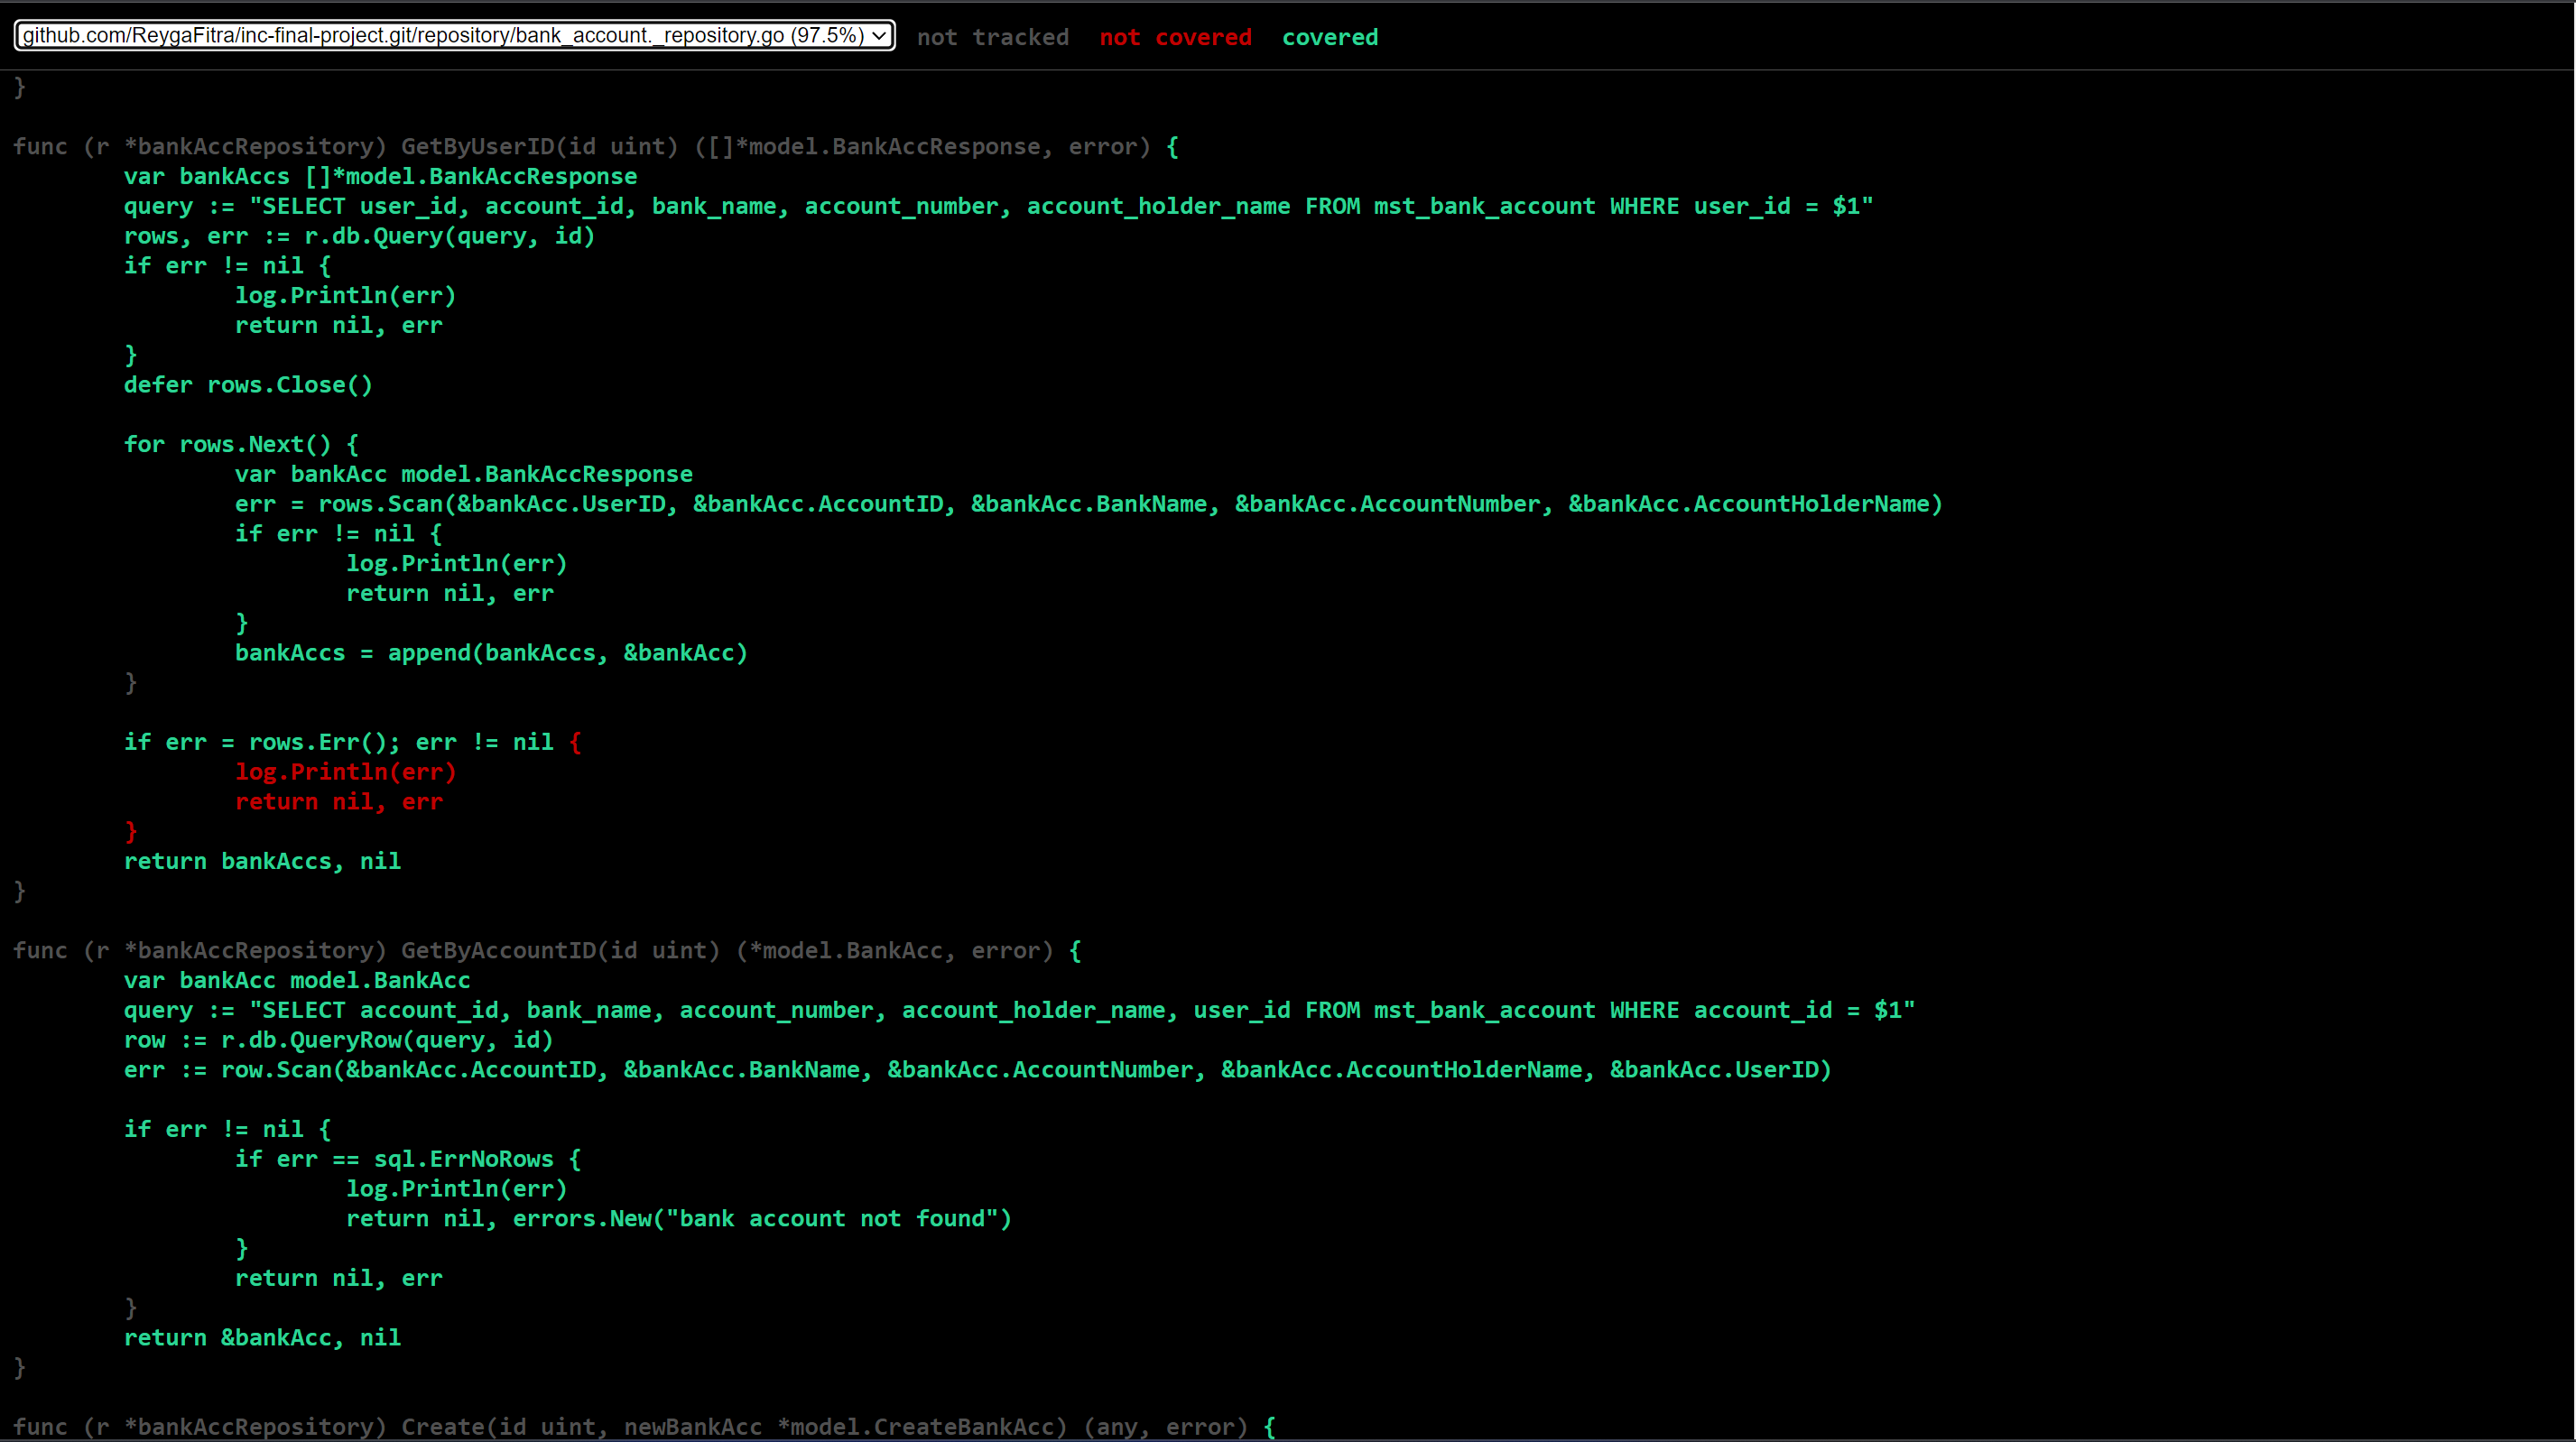 github.com/ReygaFitra/inc-final-project.git/repository/bank_account._repository.go (97.5%) not tracked not covered covered
}
func (r *bankAccRepository) GetByUserID(id uint) ([]*model.BankAccResponse, error) {
var bankAccs []*model.BankAccResponse
query := "SELECT user_id, account_id, bank_name, account_number, account_holder_name FROM mst_bank_account WHERE user_id = $1"
rows, err := r.db.Query(query, id)
if err != nil {
log.Println(err)
return nil, err
}
defer rows.Close()
for rows.Next() {
var bankAcc model.BankAccResponse
err = rows.Scan(&bankAcc.UserID, &bankAcc.AccountID, &bankAcc.BankName, &bankAcc.AccountNumber, &bankAcc.AccountHolderName)
if err != nil {
log.Println(err)
return nil, err
}
bankAccs = append(bankAccs, &bankAcc)
}
if err = rows.Err(); err != nil {
log.Println(err)
return nil, err
}
return bankAccs, nil
}
func (r *bankAccRepository) GetByAccountID(id uint) (*model.BankAcc, error) {
var bankAcc model.BankAcc
query := "SELECT account_id, bank_name, account_number, account_holder_name, user_id FROM mst_bank_account WHERE account_id = $1"
row := r.db.QueryRow(query, id)
err := row.Scan(&bankAcc.AccountID, &bankAcc.BankName, &bankAcc.AccountNumber, &bankAcc.AccountHolderName, &bankAcc.UserID)
if err != nil {
if err == sql.ErrNoRows {
log.Println(err)
return nil, errors.New("bank account not found")
}
return nil, err
}
return &bankAcc, nil
}
func (r *bankAccRepository) Create(id uint, newBankAcc *model.CreateBankAcc) (any, error) {